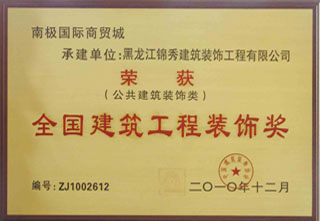 南极国际商贸城
承建单位:黑龙江锦秀建筑装饰工程有限公司
荣获
(公共建筑装饰类)
全国建筑工程装饰奖
编号:ZJ1002612
二〇一〇年十二月